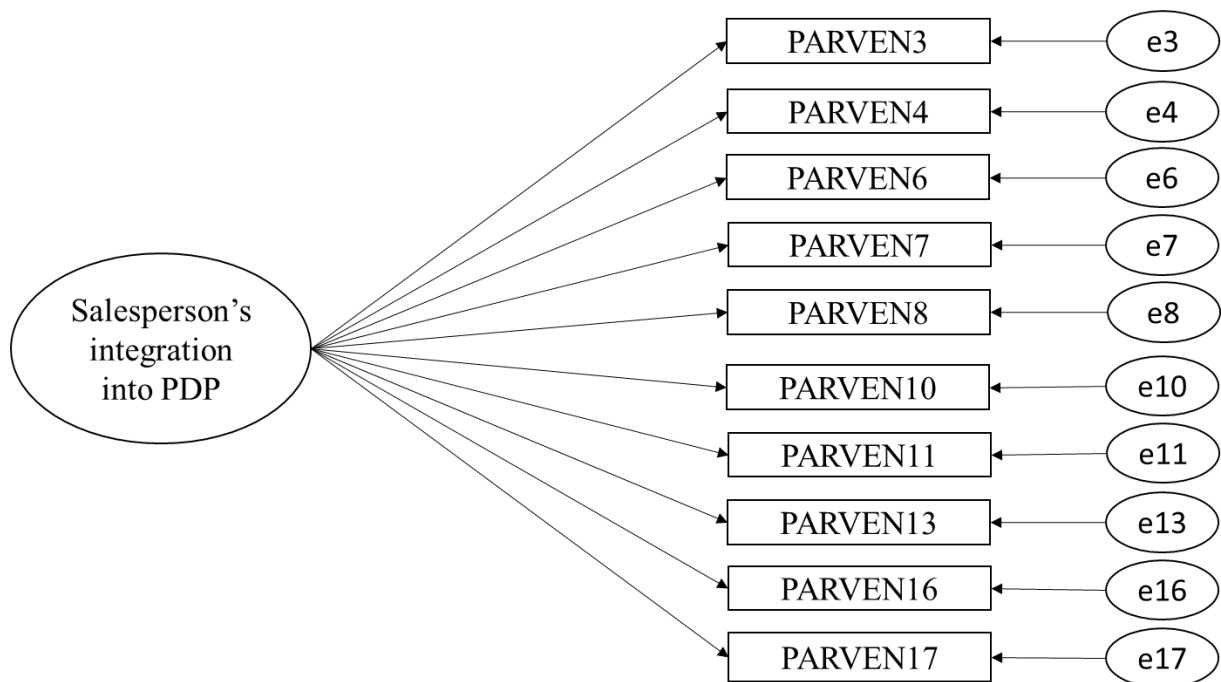 PARVEN3
e3
PARVEN4
e4
PARVEN6
e6
PARVEN7
e7
Salesperson’s
integration
into PDP
PARVEN8
e8
PARVEN10
e10
PARVEN11
e11
PARVEN13
e13
PARVEN16
e16
PARVEN17
e17